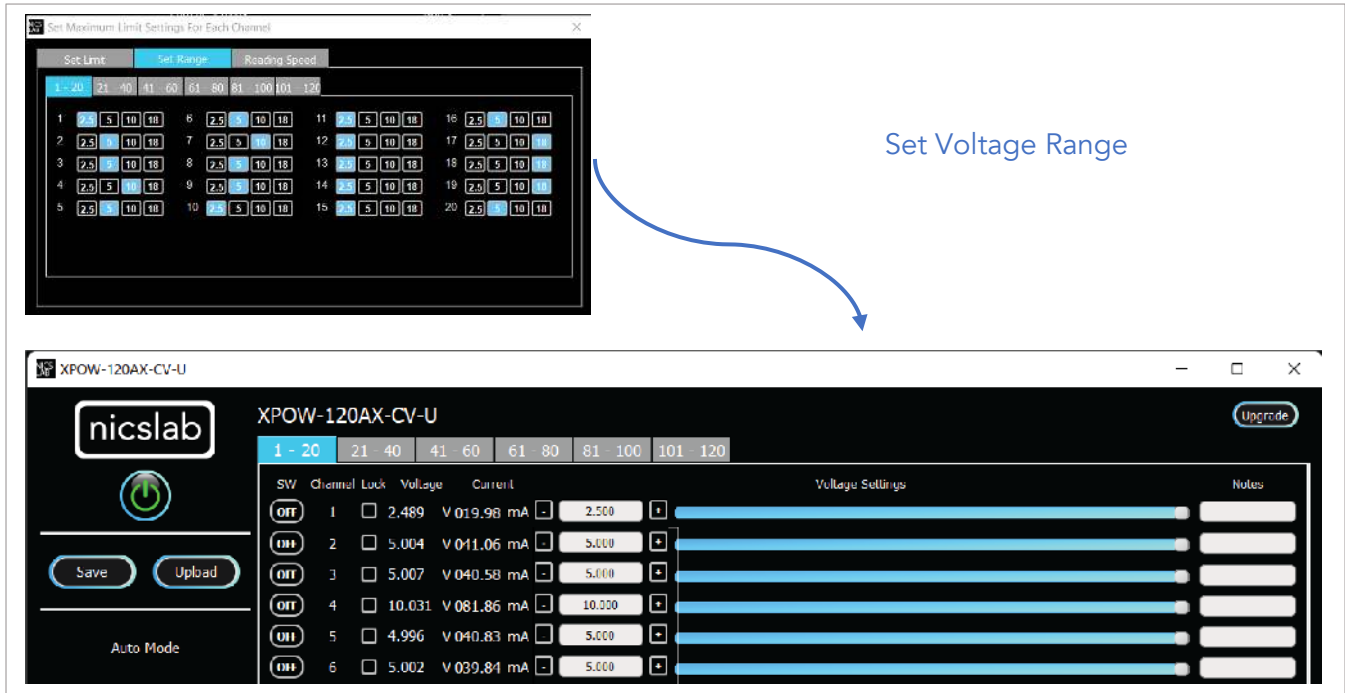 Set Maximum Limit Settings For Each Channel
Set Limit Set Range Reading Speed
1 - 20 21 - 40 41 - 60 61 - 80 81 - 100 101 - 120
1 2.5 5 10 18 6 2.5 5 10 18 11 2.5 5 10 18 16 2.5 5 10 18
2 2.5 5 10 18 7 2.5 5 10 18 12 2.5 5 10 18 17 2.5 5 10 18
3 2.5 5 10 18 8 2.5 5 10 18 13 2.5 5 10 18 18 2.5 5 10 18
4 2.5 5 10 18 9 2.5 5 10 18 14 2.5 5 10 18 19 2.5 5 10 18
5 2.5 5 10 18 10 2.5 5 10 18 15 2.5 5 10 18 20 2.5 5 10 18
Set Voltage Range
XPOW-120AX-CV-U
nicslab
XPOW-120AX-CV-U
Upgrade
1 - 20 21 - 40 41 - 60 61 - 80 81 - 100 101 - 120
SW Channel Lock Voltage Current Voltage Settings Notes
OFF 1 2.489 V 019.98 mA - 2.500 +
OFF 2 5.004 V 041.06 mA - 5.000 +
Save Upload
OFF 3 5.007 V 040.58 mA - 5.000 +
OFF 4 10.031 V 081.86 mA - 10.000 +
Auto Mode
OFF 5 4.996 V 040.83 mA - 5.000 +
OFF 6 5.002 V 039.84 mA - 5.000 +